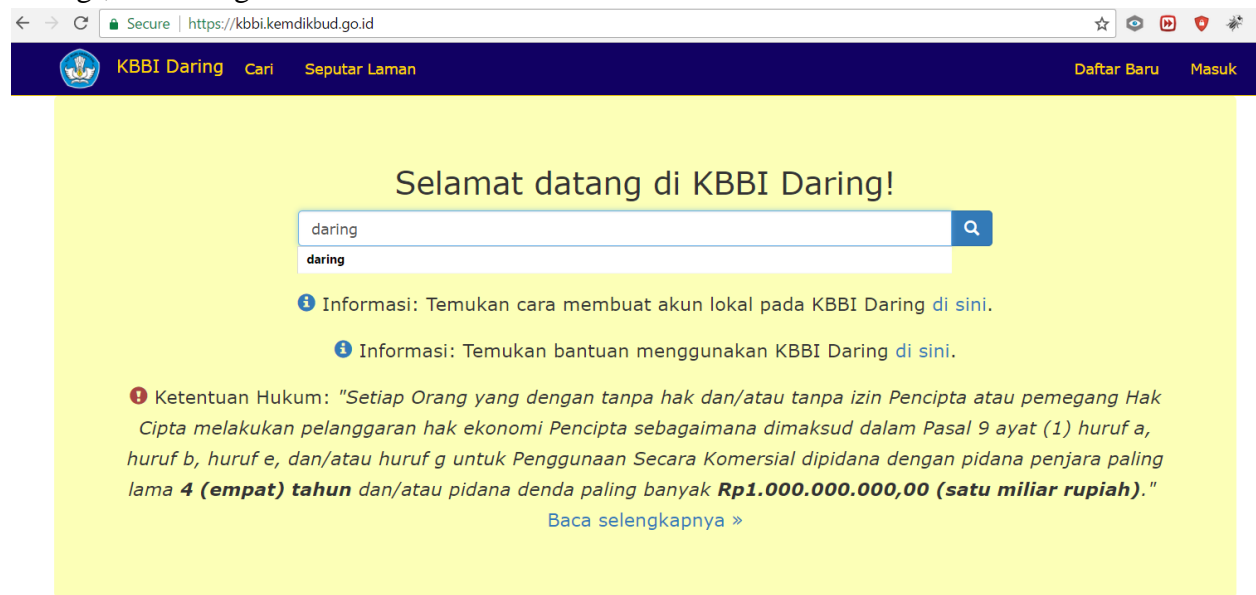 Secure | https://kbbi.kemdikbud.go.id
KBBI Daring Cari Seputar Laman Daftar Baru Masuk
Selamat datang di KBBI Daring!
daring
daring
Informasi: Temukan cara membuat akun lokal pada KBBI Daring di sini.
Informasi: Temukan bantuan menggunakan KBBI Daring di sini.
Ketentuan Hukum: "Setiap Orang yang dengan tanpa hak dan/atau tanpa izin Pencipta atau pemegang Hak
Cipta melakukan pelanggaran hak ekonomi Pencipta sebagaimana dimaksud dalam Pasal 9 ayat (1) huruf a,
huruf b, huruf e, dan/atau huruf g untuk Penggunaan Secara Komersial dipidana dengan pidana penjara paling
lama 4 (empat) tahun dan/atau pidana denda paling banyak Rp1.000.000.000,00 (satu miliar rupiah)."
Baca selengkapnya »